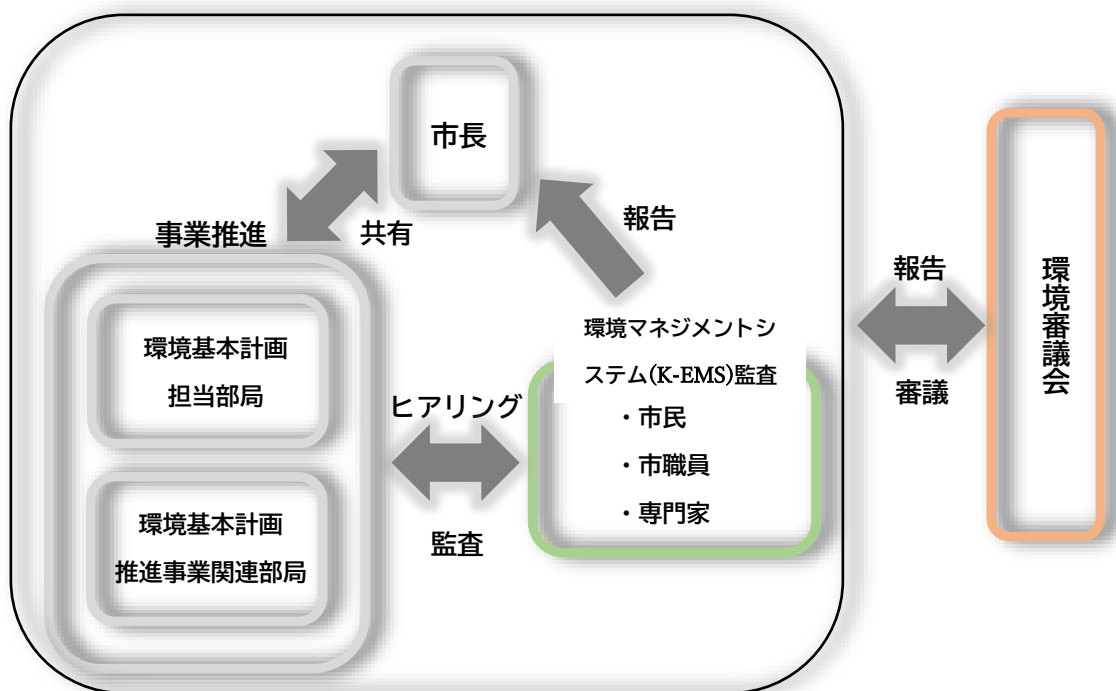 市長
事業推進
共有
報告
環境基本計画
担当部局
環境基本計画
推進事業関連部局
ヒアリング
監査
環境マネジメントシ
ステム(K-EMS)監査
・市民
・市職員
・専門家
報告
審議
環境審議会